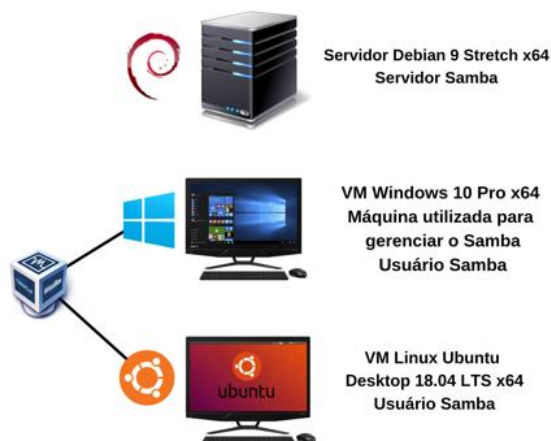 Servidor Debian 9 Stretch x64
Servidor Samba
VM Windows 10 Pro x64
Máquina utilizada para
gerenciar o Samba
Usuário Samba
VM
ubuntu
VM Linux Ubuntu
Desktop 18.04 LTS x64
Usuário Samba